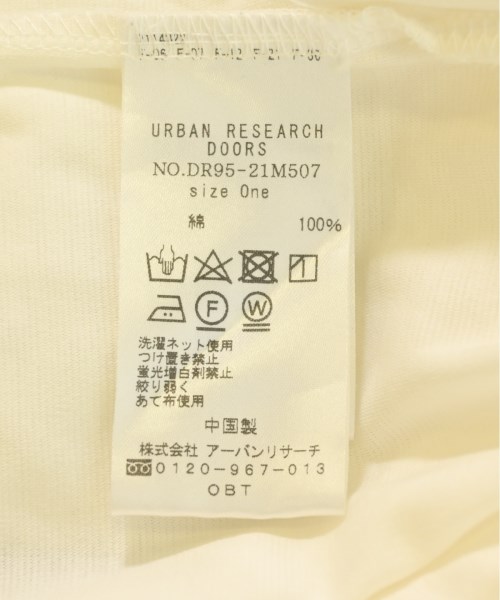 URBAN RESEARCH
DOORS
NO.DR95-21M507
size One
綿 100%
F W
洗濯ネット使用
つけ置き禁止
蛍光増白剤禁止
絞り弱く
あて布使用
中国製
株式会社 アーバンリサーチ
0120-967-013
OBT